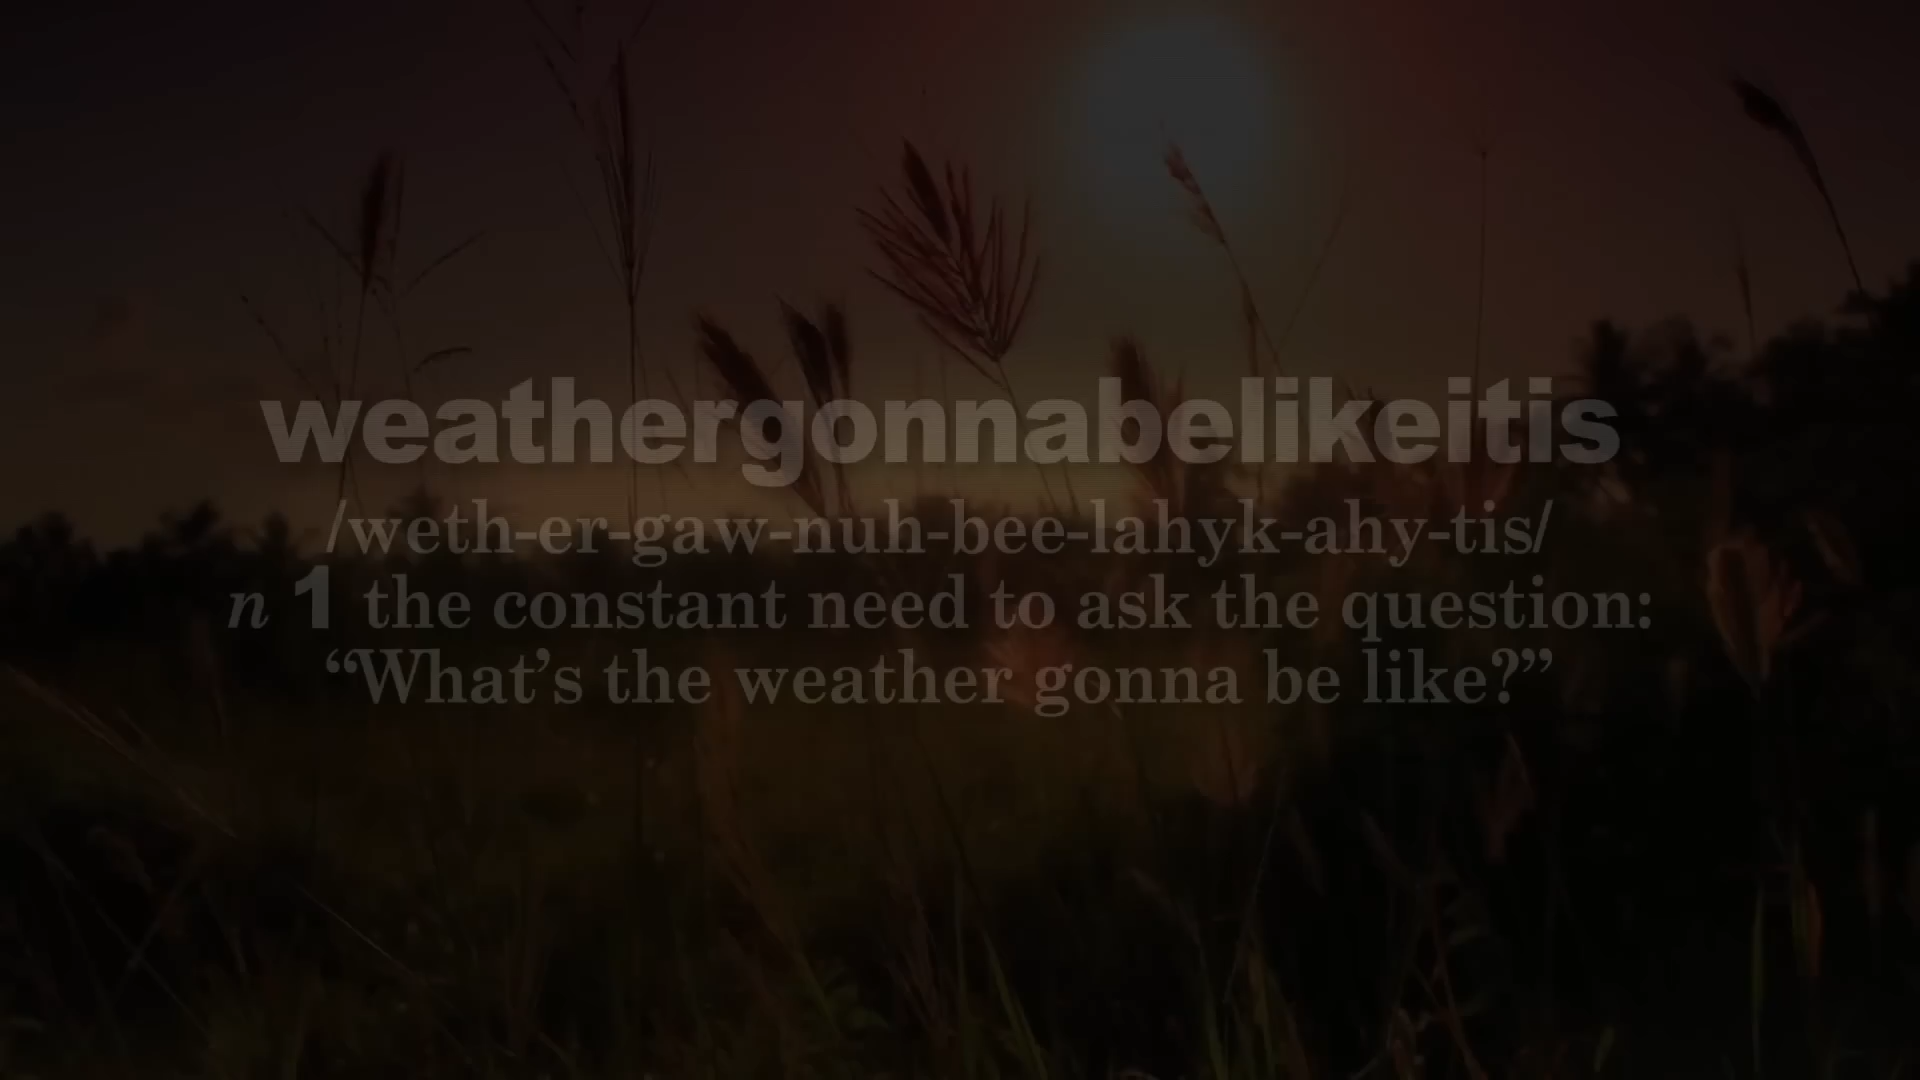 weathergonnabelikeitis
/weth-er-gaw-nuh-bee-lahyk-ahy-tis/
n 1 the constant need to ask the question:
“What’s the weather gonna be like?”